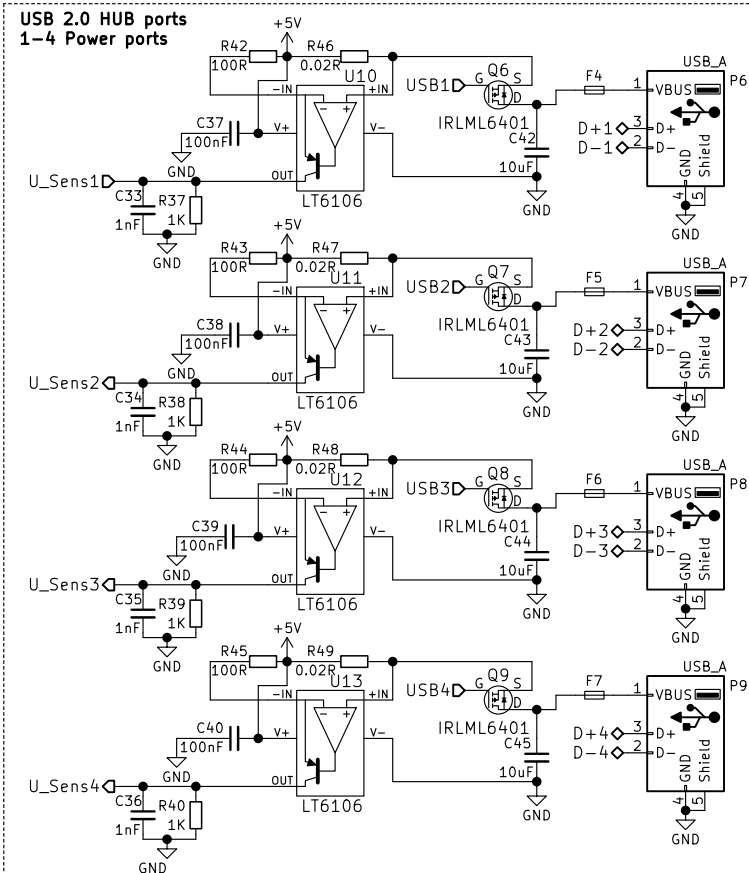 USB 2.0 HUB ports
1-4 Power ports
+5V
R42
100R
R46
0.02R
U10
-IN
+IN
C37
100nF
V+
V-
GND
OUT
LT6106
U_Sens1
C33
1nF
R37
1K
GND
USB1
Q6
G
S
D
IRLML6401
C42
10uF
GND
F4
USB_A
P6
1
VBUS
D+1
3
D+
D-1
2
D-
GND
Shield
4
5
GND
+5V
R43
100R
R47
0.02R
U11
-IN
+IN
C38
100nF
V+
V-
GND
OUT
LT6106
U_Sens2
C34
1nF
R38
1K
GND
USB2
Q7
G
S
D
IRLML6401
C43
10uF
GND
F5
USB_A
P7
1
VBUS
D+2
3
D+
D-2
2
D-
GND
Shield
4
5
GND
+5V
R44
100R
R48
0.02R
U12
-IN
+IN
C39
100nF
V+
V-
GND
OUT
LT6106
U_Sens3
C35
1nF
R39
1K
GND
USB3
Q8
G
S
D
IRLML6401
C44
10uF
GND
F6
USB_A
P8
1
VBUS
D+3
3
D+
D-3
2
D-
GND
Shield
4
5
GND
+5V
R45
100R
R49
0.02R
U13
-IN
+IN
C40
100nF
V+
V-
GND
OUT
LT6106
U_Sens4
C36
1nF
R40
1K
GND
USB4
Q9
G
S
D
IRLML6401
C45
10uF
GND
F7
USB_A
P9
1
VBUS
D+4
3
D+
D-4
2
D-
GND
Shield
4
5
GND